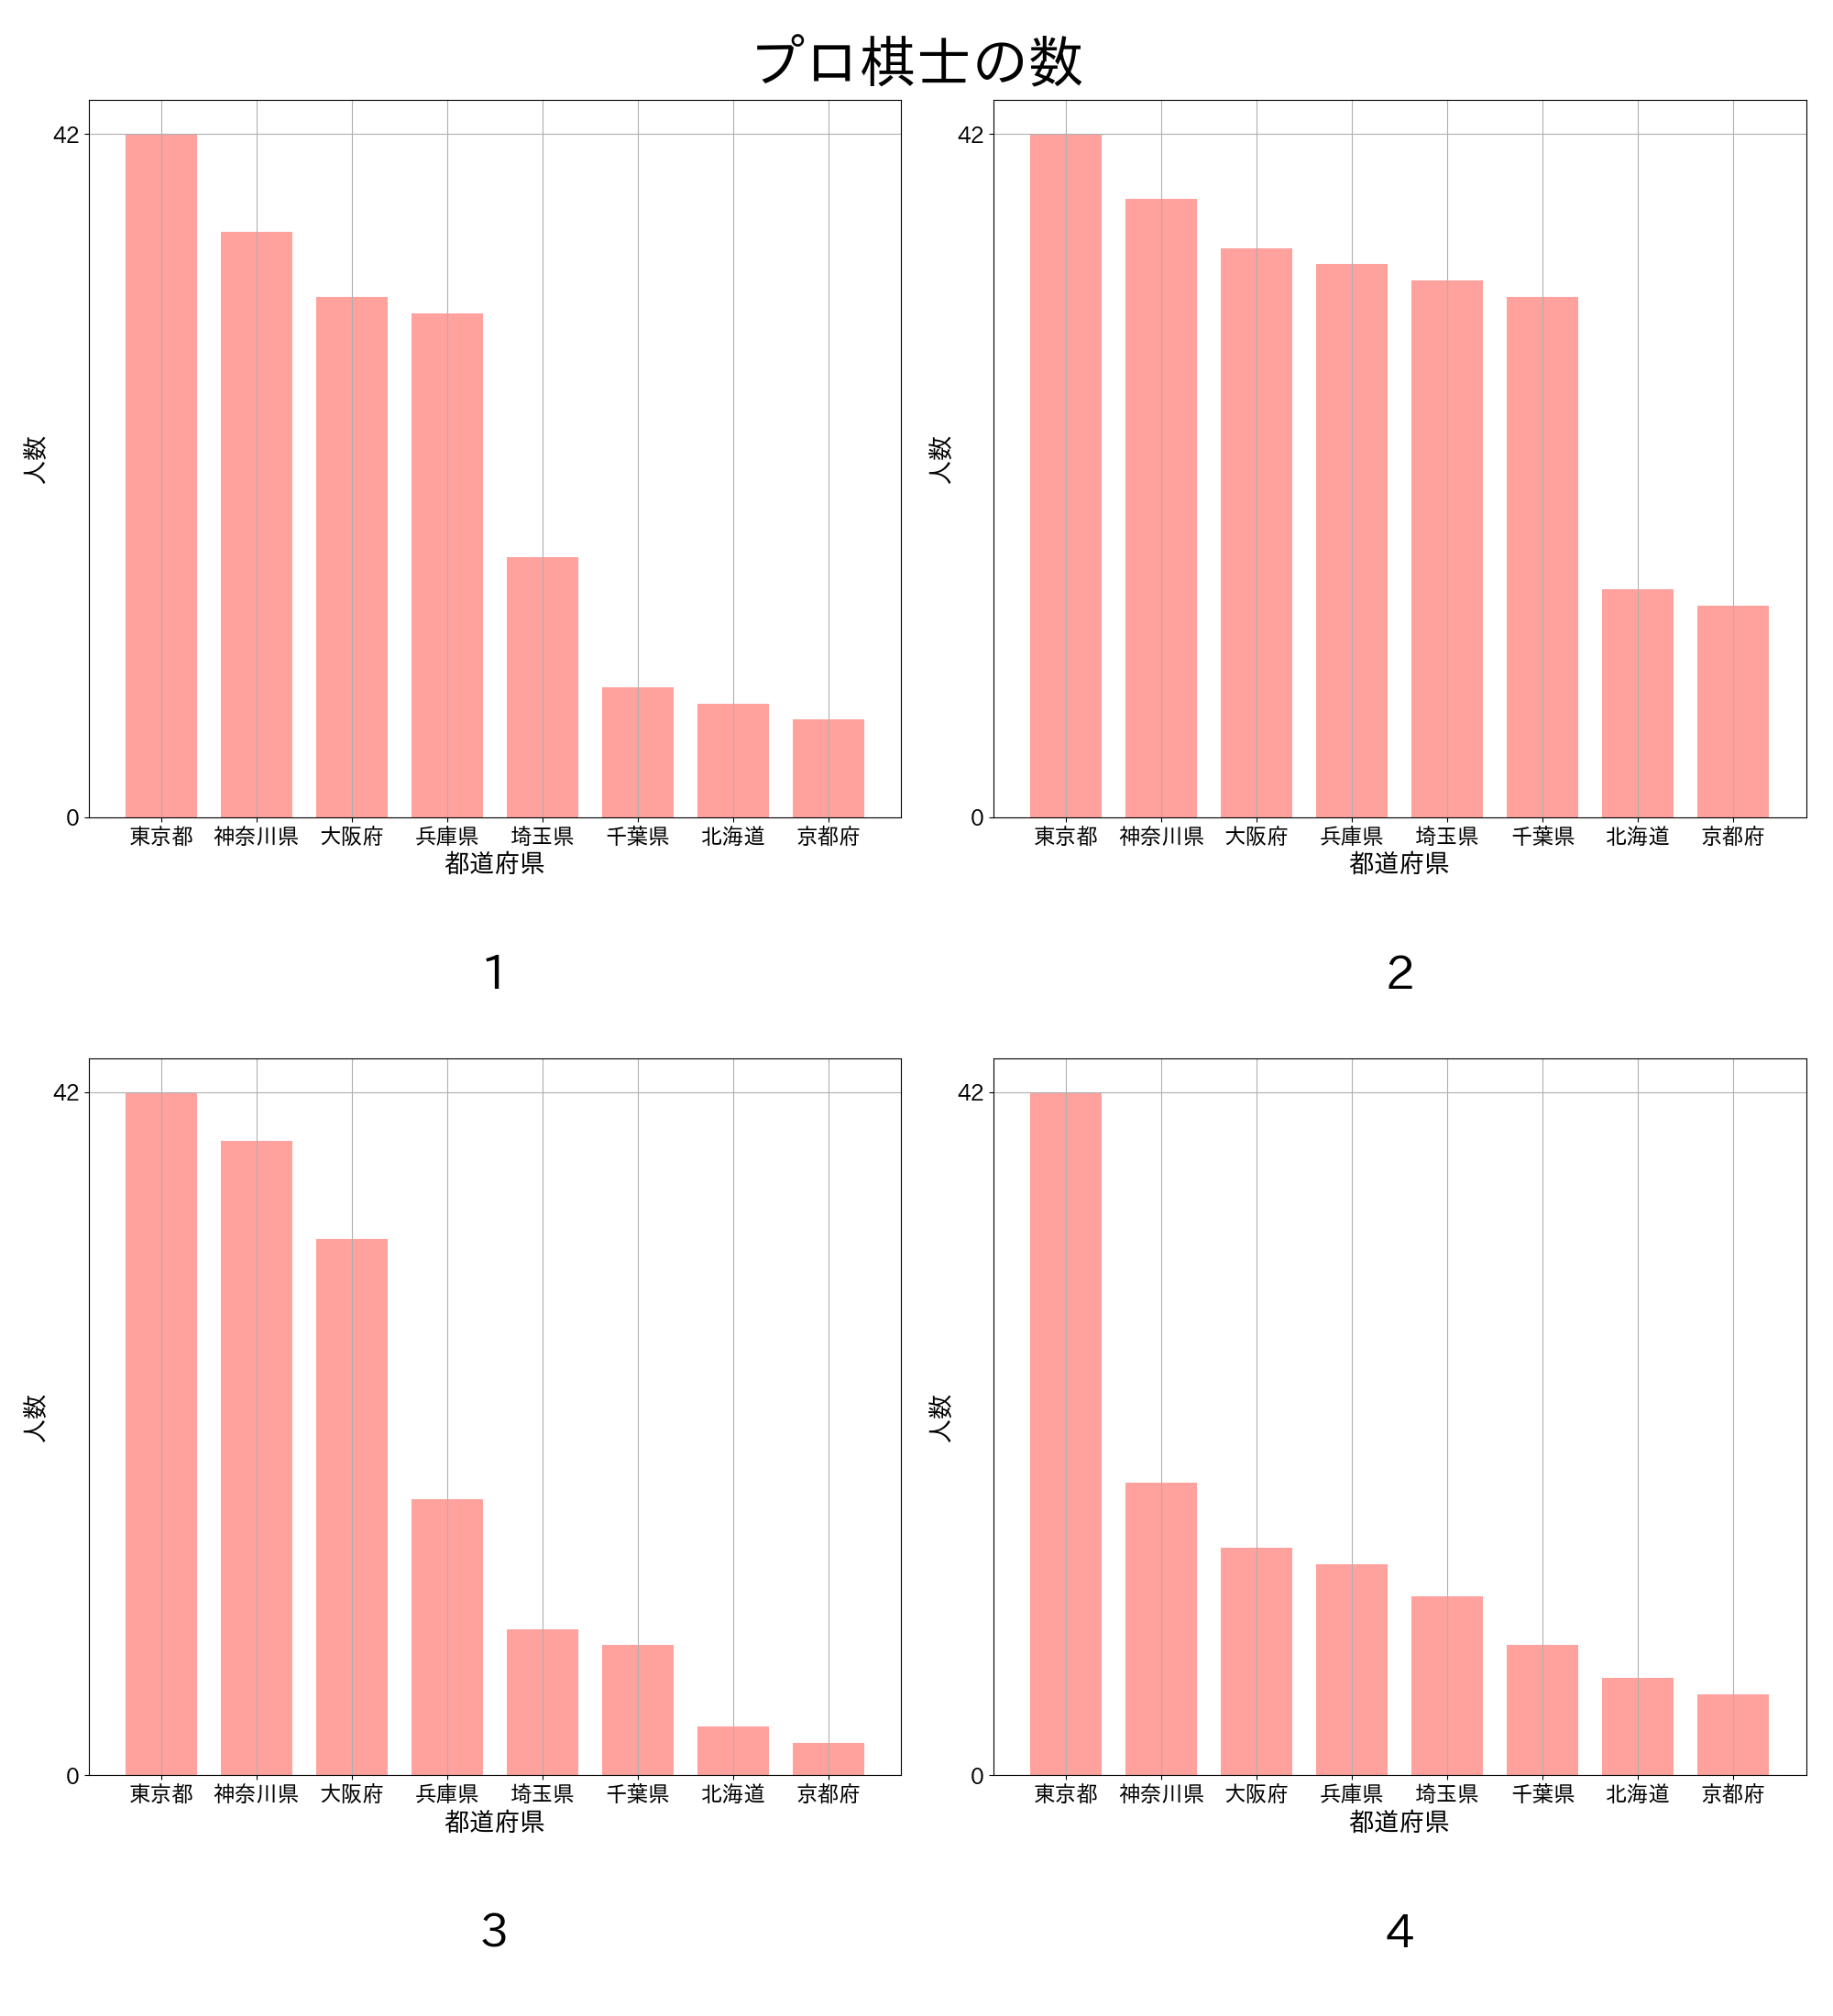 プロ棋士の数
42
0
人数
東京都 神奈川県 大阪府 兵庫県 埼玉県 千葉県 北海道 京都府
都道府県
1
42
0
人数
東京都 神奈川県 大阪府 兵庫県 埼玉県 千葉県 北海道 京都府
都道府県
2
42
0
人数
東京都 神奈川県 大阪府 兵庫県 埼玉県 千葉県 北海道 京都府
都道府県
3
42
0
人数
東京都 神奈川県 大阪府 兵庫県 埼玉県 千葉県 北海道 京都府
都道府県
4